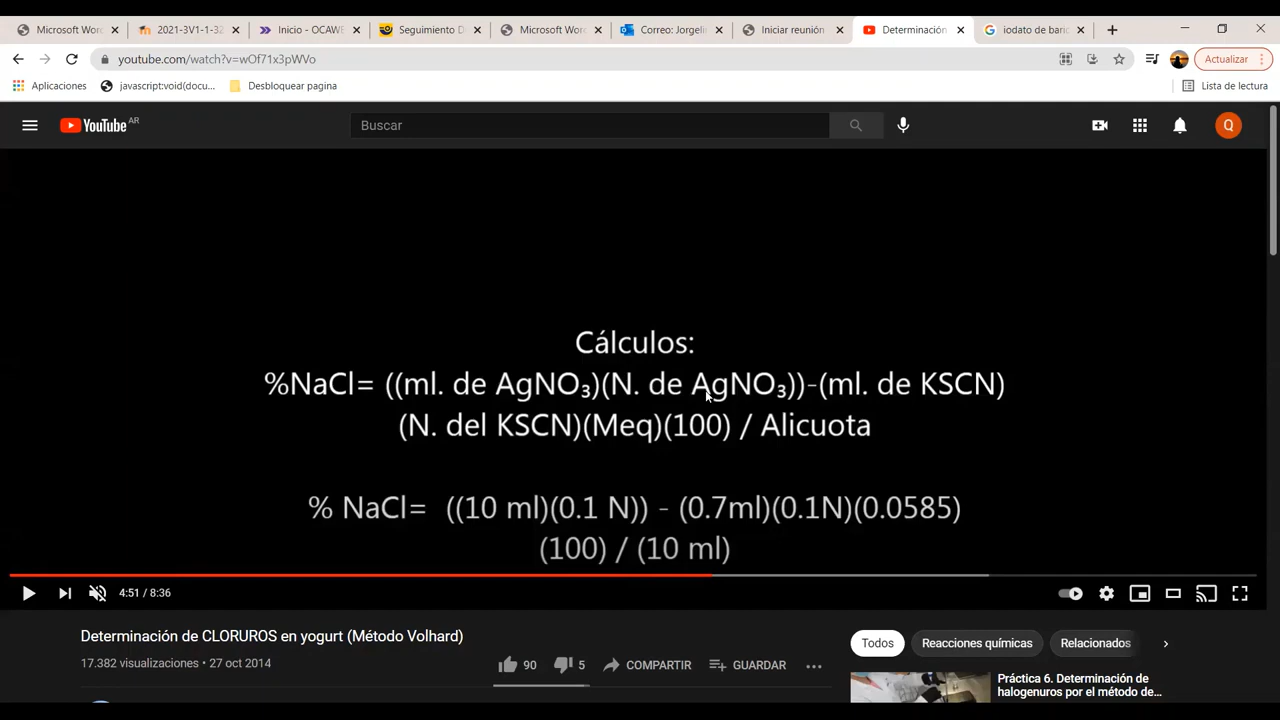 Microsoft Word
2021-3V1-1-32
Inicio - OCAWE
Seguimiento D
Microsoft Word
Correo: Jorgeli
Iniciar reunión
Determinación
iodato de bario
youtube.com/watch?v=wOf71x3pWVo
Actualizar
Aplicaciones
javascript:void(docu...
Desbloquear pagina
Lista de lectura
YouTube AR
Buscar
Q
Cálculos:
%NaCl= ((ml. de AgNO₃)(N. de AgNO₃))-(ml. de KSCN)
(N. del KSCN)(Meq)(100) / Alicuota
% NaCl= ((10 ml)(0.1 N)) - (0.7ml)(0.1N)(0.0585)
(100) / (10 ml)
4:51 / 8:36
Determinación de CLORUROS en yogurt (Método Volhard)
17.382 visualizaciones • 27 oct 2014
90
5
COMPARTIR
GUARDAR
Todos
Reacciones químicas
Relacionados
Práctica 6. Determinación de
halogenuros por el método de...